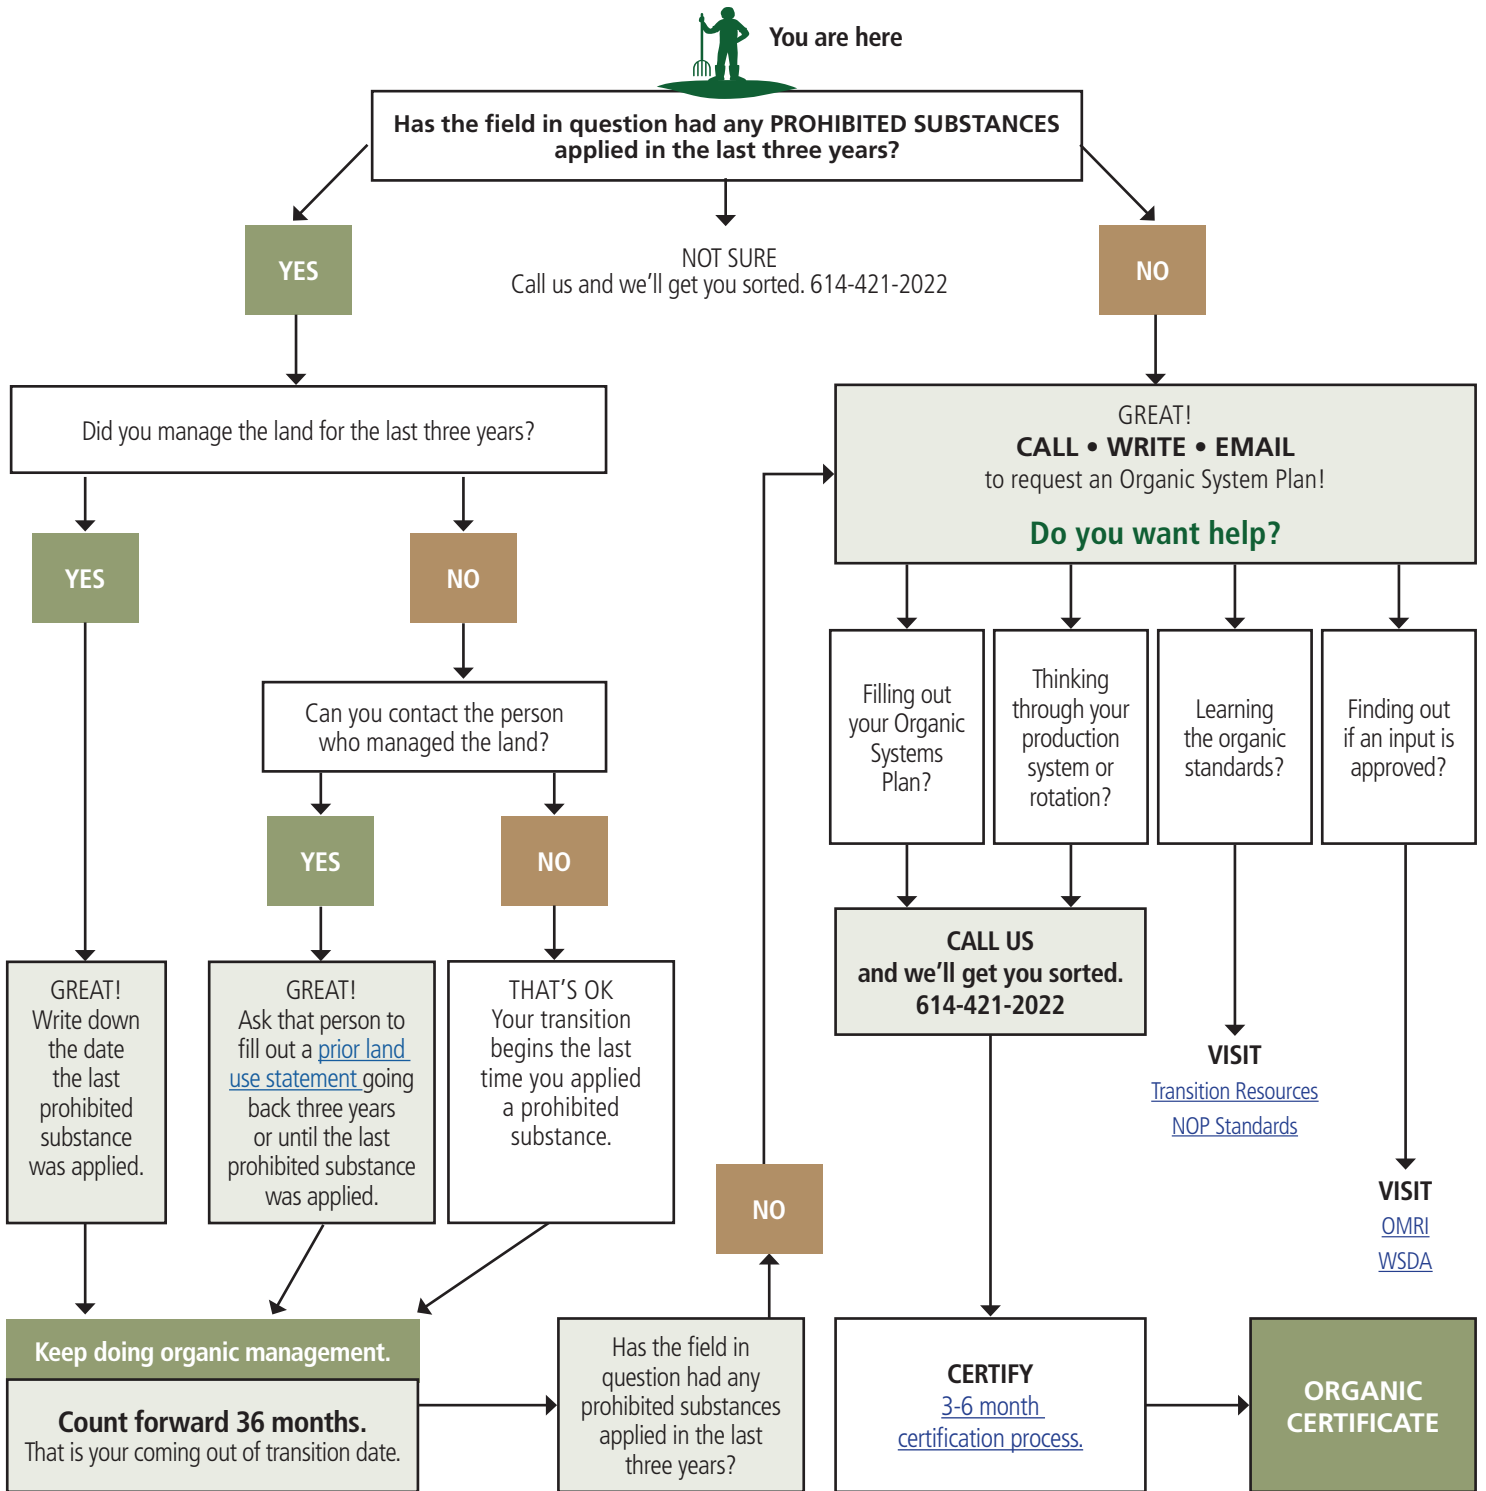 You are here
Has the field in question had any PROHIBITED SUBSTANCES
applied in the last three years?
YES
NOT SURE
Call us and we'll get you sorted. 614-421-2022
NO
Did you manage the land for the last three years?
YES
NO
Can you contact the person
who managed the land?
YES
NO
GREAT!
Write down
the date
the last
prohibited
substance
was applied.
GREAT!
Ask that person to
fill out a prior land
use statement going
back three years
or until the last
prohibited substance
was applied.
THAT'S OK
Your transition
begins the last
time you applied
a prohibited
substance.
Keep doing organic management.
Count forward 36 months.
That is your coming out of transition date.
Has the field in
question had any
prohibited substances
applied in the last
three years?
NO
GREAT!
CALL • WRITE • EMAIL
to request an Organic System Plan!
Do you want help?
Filling out
your Organic
Systems
Plan?
Thinking
through your
production
system or
rotation?
Learning
the organic
standards?
Finding out
if an input is
approved?
CALL US
and we'll get you sorted.
614-421-2022
VISIT
Transition Resources
NOP Standards
VISIT
OMRI
WSDA
CERTIFY
3-6 month
certification process.
ORGANIC
CERTIFICATE